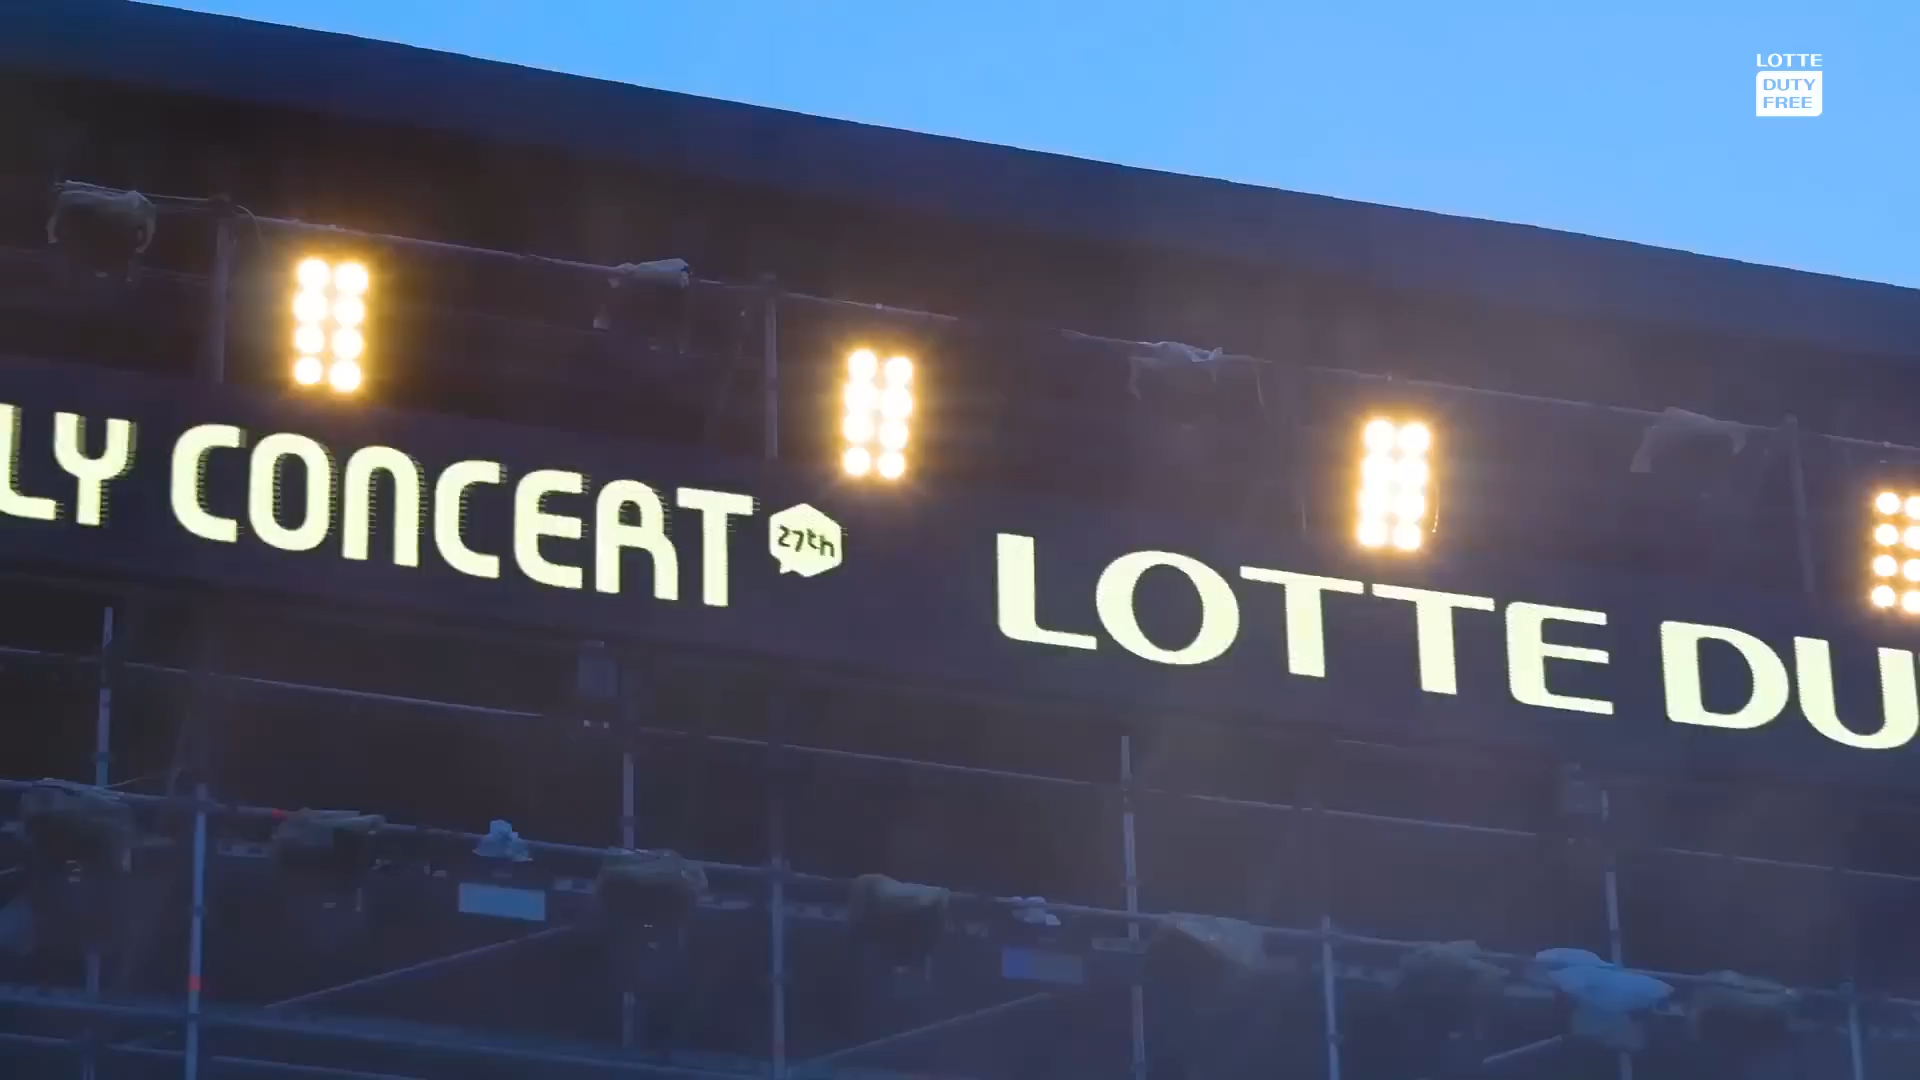 LOTTE
DUTY
FREE
LY CONCERT 27th
LOTTE DU